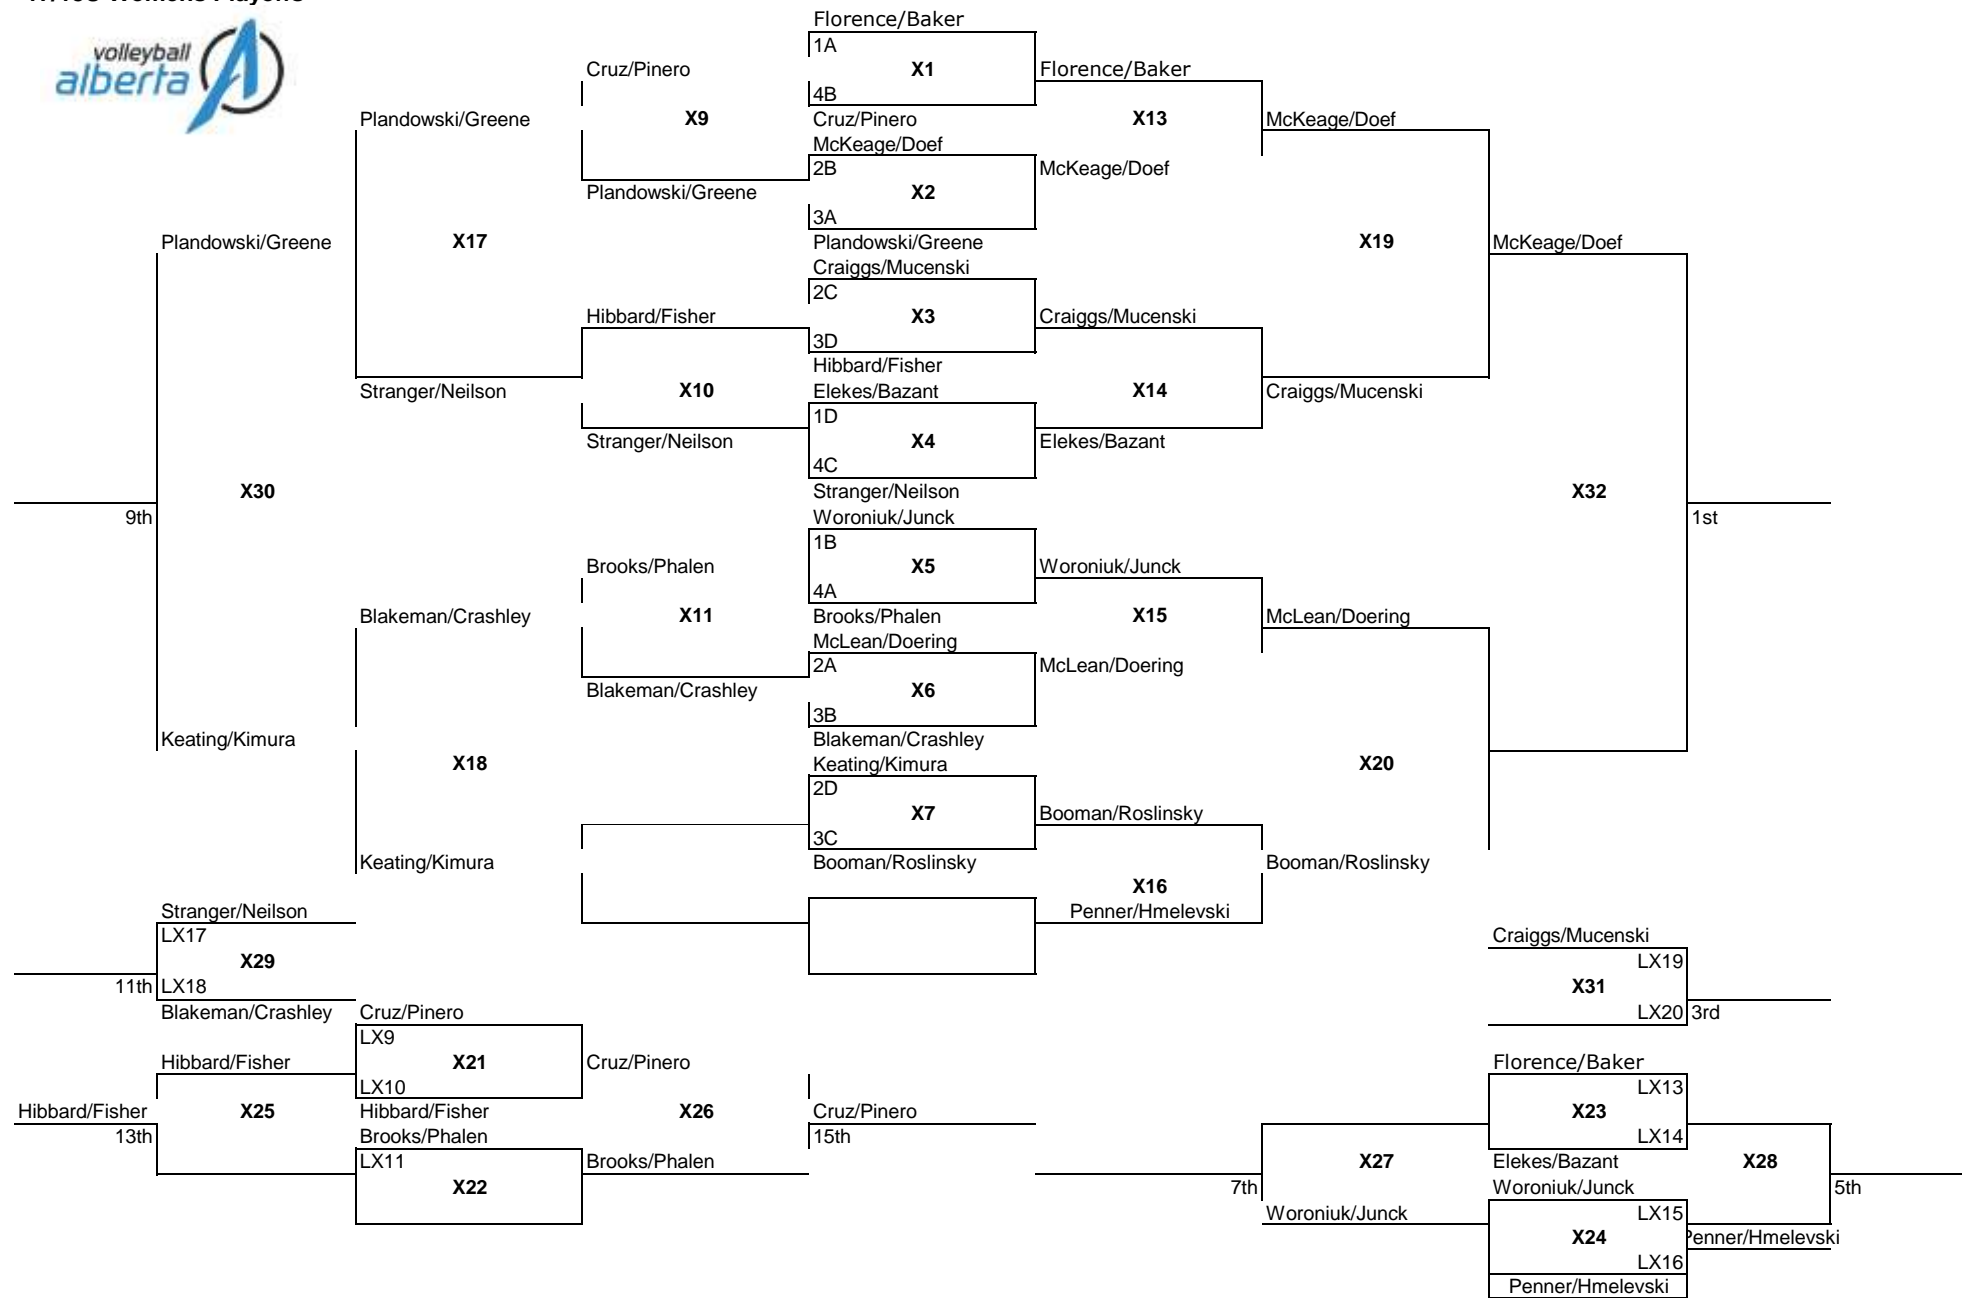 volleyball
alberta
Florence/Baker
1A
Cruz/Pinero X1 Florence/Baker
4B
Plandowski/Greene X9 Cruz/Pinero X13 McKeage/Doef
McKeage/Doef
2B McKeage/Doef
Plandowski/Greene X2
3A
Plandowski/Greene X17 Plandowski/Greene X19 McKeage/Doef
Craiggs/Mucenski
2C
Hibbard/Fisher X3 Craiggs/Mucenski
3D
Hibbard/Fisher
Stranger/Neilson X10 Elekes/Bazant X14 Craiggs/Mucenski
1D
Stranger/Neilson X4 Elekes/Bazant
4C
X30 Stranger/Neilson X32
9th Woroniuk/Junck 1st
1B
Brooks/Phalen X5 Woroniuk/Junck
4A
Blakeman/Crashley X11 Brooks/Phalen X15 McLean/Doering
McLean/Doering
2A McLean/Doering
Blakeman/Crashley X6
3B
Keating/Kimura Blakeman/Crashley
X18 Keating/Kimura X20
2D
X7 Booman/Roslinsky
3C
Keating/Kimura Booman/Roslinsky Booman/Roslinsky
X16
Stranger/Neilson Penner/Hmelevski
LX17 Craiggs/Mucenski
X29 LX19
11th LX18 X31
Blakeman/Crashley Cruz/Pinero LX20 3rd
LX9
Hibbard/Fisher X21 Cruz/Pinero Florence/Baker
LX10 LX13
Hibbard/Fisher X25 Hibbard/Fisher X26 Cruz/Pinero X23
13th Brooks/Phalen 15th LX14
LX11 Brooks/Phalen X27 Elekes/Bazant X28
X22 7th Woroniuk/Junck 5th
Woroniuk/Junck LX15
X24 Penner/Hmelevski
LX16
Penner/Hmelevski